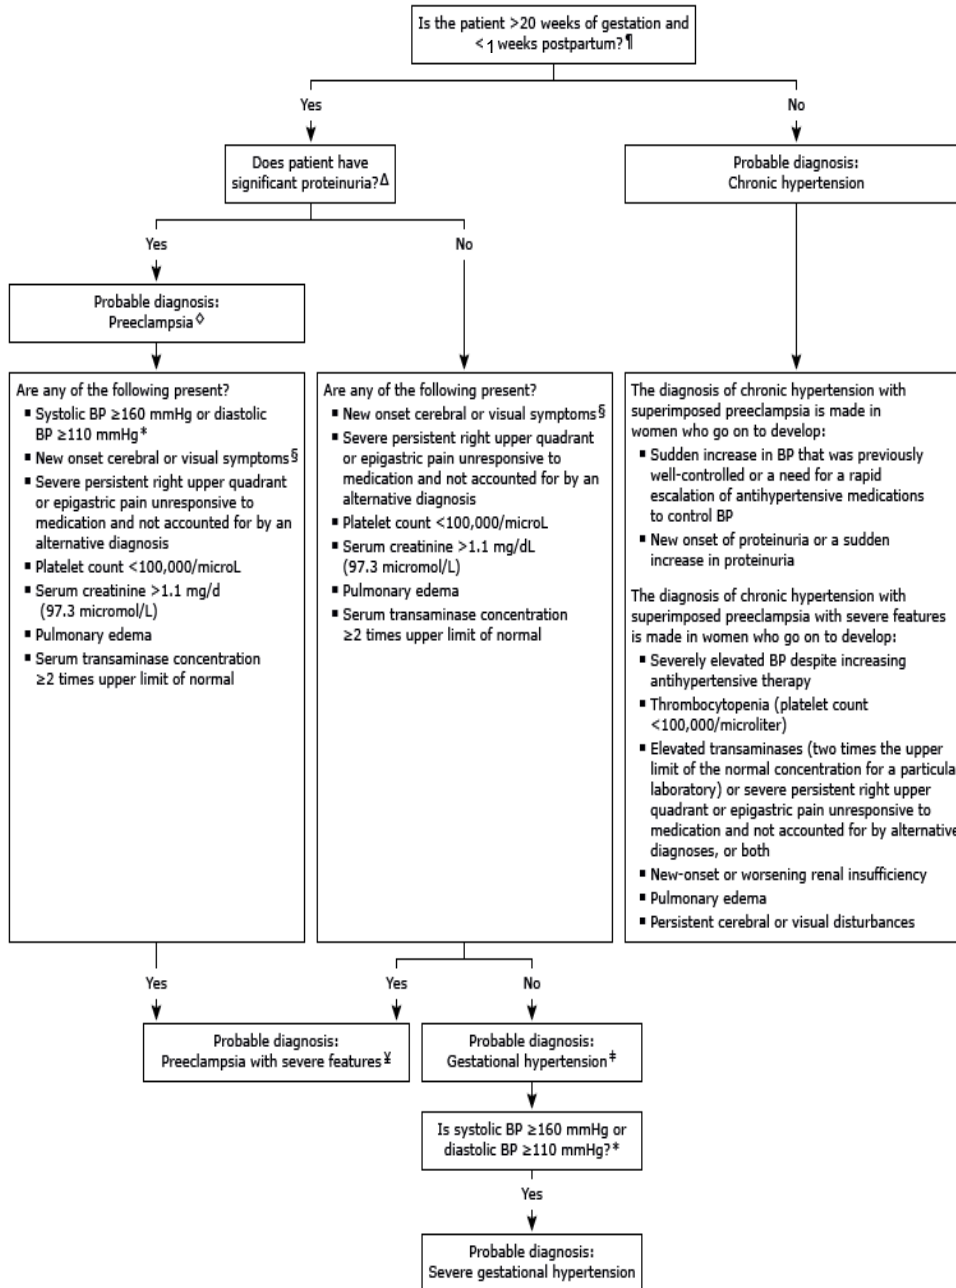 Is the patient >20 weeks of gestation and
<1 weeks postpartum?¶
Yes
No
Does patient have
significant proteinuria?Δ
Probable diagnosis:
Chronic hypertension
Yes
No
Probable diagnosis:
Preeclampsia◊
Are any of the following present?
■ Systolic BP ≥160 mmHg or diastolic
BP ≥110 mmHg*
■ New onset cerebral or visual symptoms§
■ Severe persistent right upper quadrant
or epigastric pain unresponsive to
medication and not accounted for by an
alternative diagnosis
■ Platelet count <100,000/microL
■ Serum creatinine >1.1 mg/d
(97.3 micromol/L)
■ Pulmonary edema
■ Serum transaminase concentration
≥2 times upper limit of normal
Are any of the following present?
■ New onset cerebral or visual symptoms§
■ Severe persistent right upper quadrant
or epigastric pain unresponsive to
medication and not accounted for by an
alternative diagnosis
■ Platelet count <100,000/microL
■ Serum creatinine >1.1 mg/dL
(97.3 micromol/L)
■ Pulmonary edema
■ Serum transaminase concentration
≥2 times upper limit of normal
The diagnosis of chronic hypertension with
superimposed preeclampsia is made in
women who go on to develop:
■ Sudden increase in BP that was previously
well-controlled or a need for a rapid
escalation of antihypertensive medications
to control BP
■ New onset of proteinuria or a sudden
increase in proteinuria
The diagnosis of chronic hypertension with
superimposed preeclampsia with severe features
is made in women who go on to develop:
■ Severely elevated BP despite increasing
antihypertensive therapy
■ Thrombocytopenia (platelet count
<100,000/microliter)
■ Elevated transaminases (two times the upper
limit of the normal concentration for a particula
laboratory) or severe persistent right upper
quadrant or epigastric pain unresponsive to
medication and not accounted for by alternative
diagnoses, or both
■ New-onset or worsening renal insufficiency
■ Pulmonary edema
■ Persistent cerebral or visual disturbances
Yes
Yes
No
Probable diagnosis:
Preeclampsia with severe features¥
Probable diagnosis:
Gestational hypertension‡
Is systolic BP ≥160 mmHg or
diastolic BP ≥110 mmHg?*
Yes
Probable diagnosis:
Severe gestational hypertension